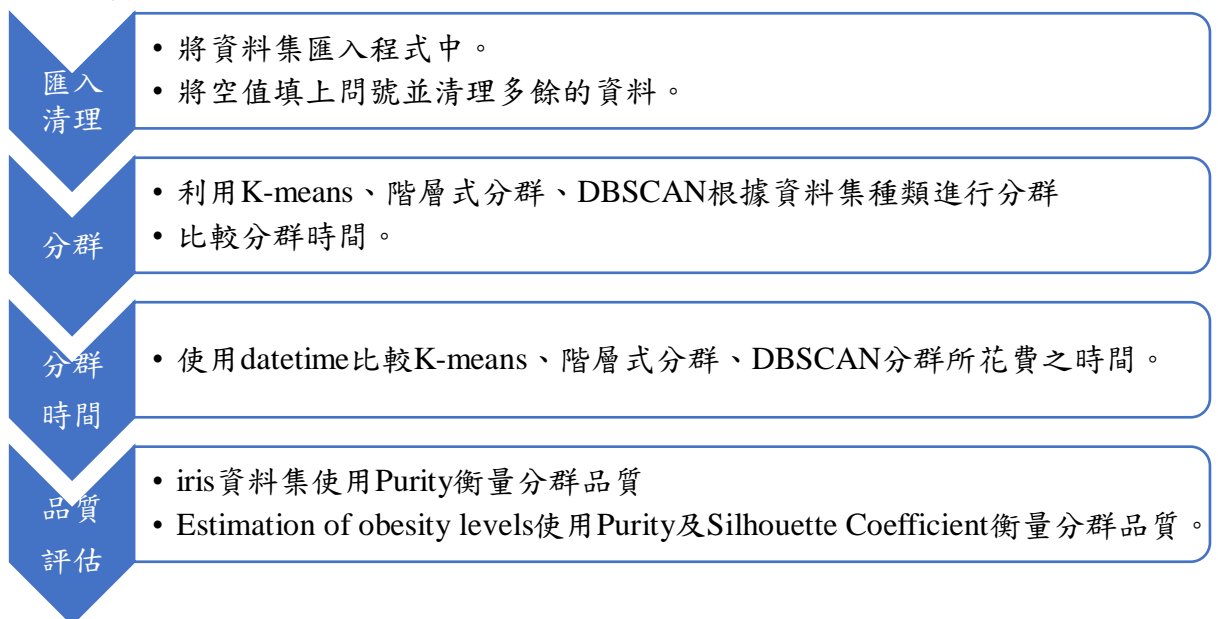 匯入
清理
• 將資料集匯入程式中。
• 將空值填上問號並清理多餘的資料。
分群
• 利用K-means、階層式分群、DBSCAN根據資料集種類進行分群
• 比較分群時間。
分群
時間
• 使用datetime比較K-means、階層式分群、DBSCAN分群所花費之時間。
品質
評估
• iris資料集使用Purity衡量分群品質
• Estimation of obesity levels使用Purity及Silhouette Coefficient衡量分群品質。